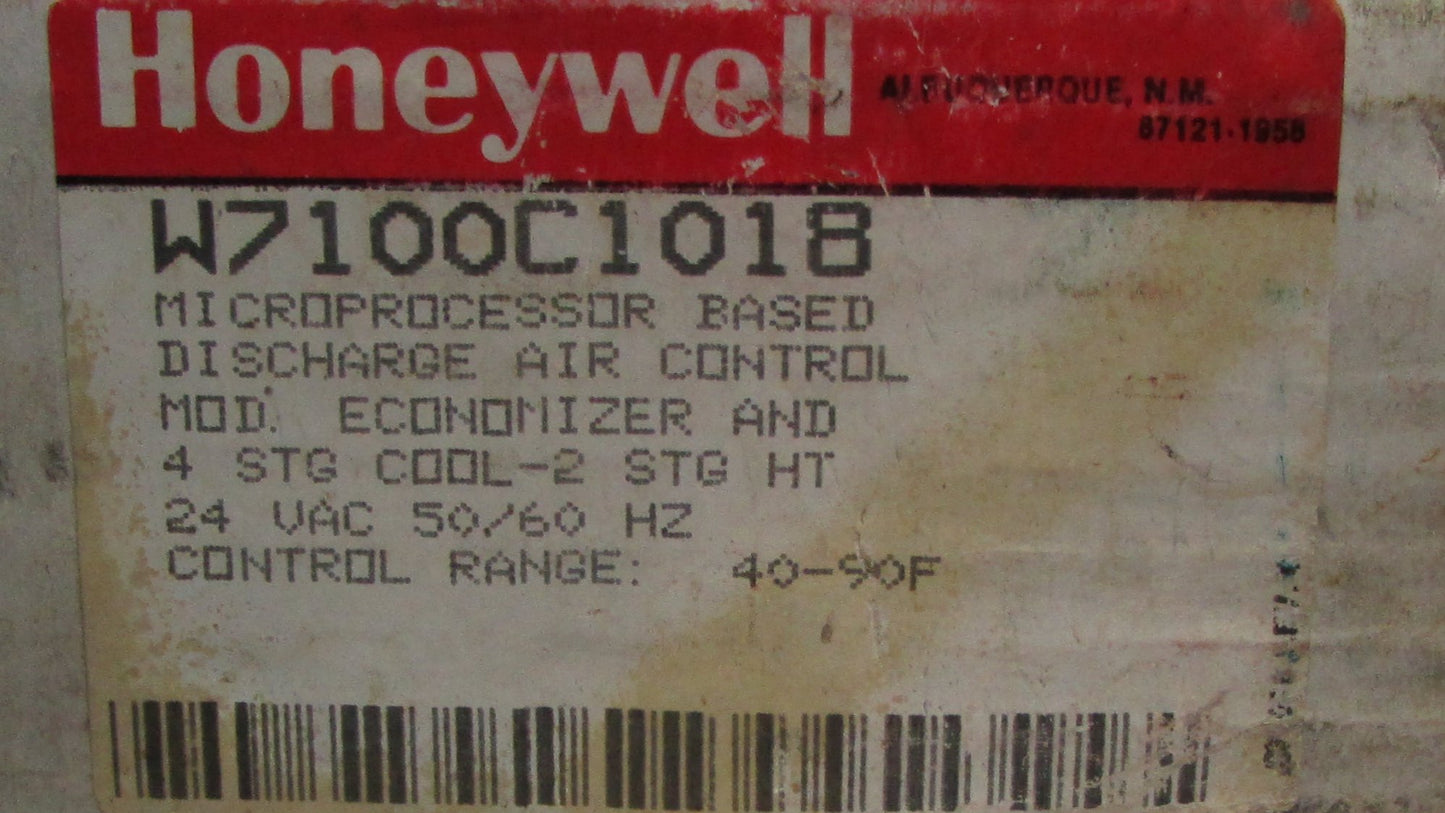 Honeywell
ALBUQUERQUE, N.M.
87121-1958
W7100C1018
MICROPROCESSOR BASED
DISCHARGE AIR CONTROL
MOD. ECONOMIZER AND
4 STG COOL-2 STG HT
24 VAC 50/60 HZ
CONTROL RANGE: 40-90F